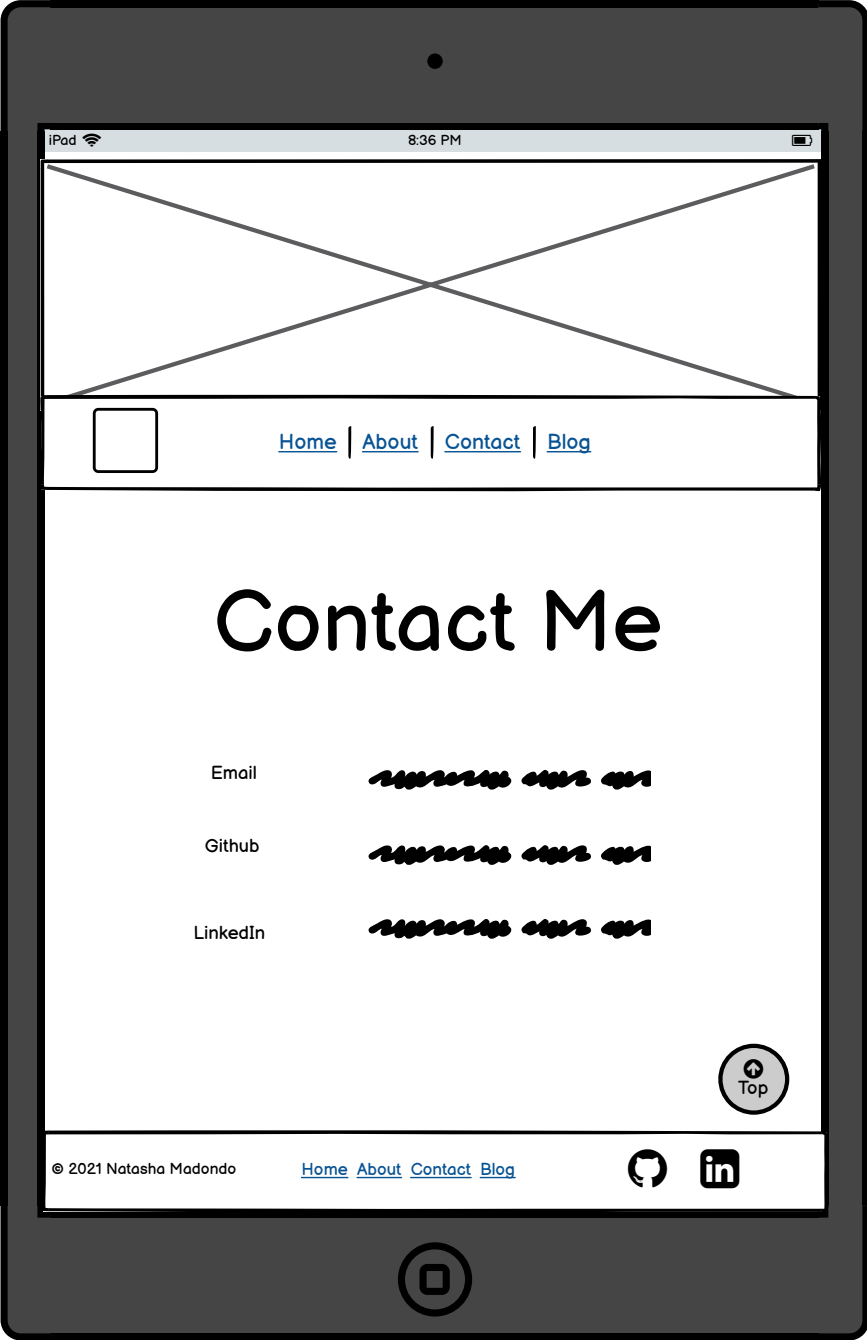 iPad 8:36 PM
Home | About | Contact | Blog
Contact Me
Email
Github
LinkedIn
Top
© 2021 Natasha Madondo Home About Contact Blog in